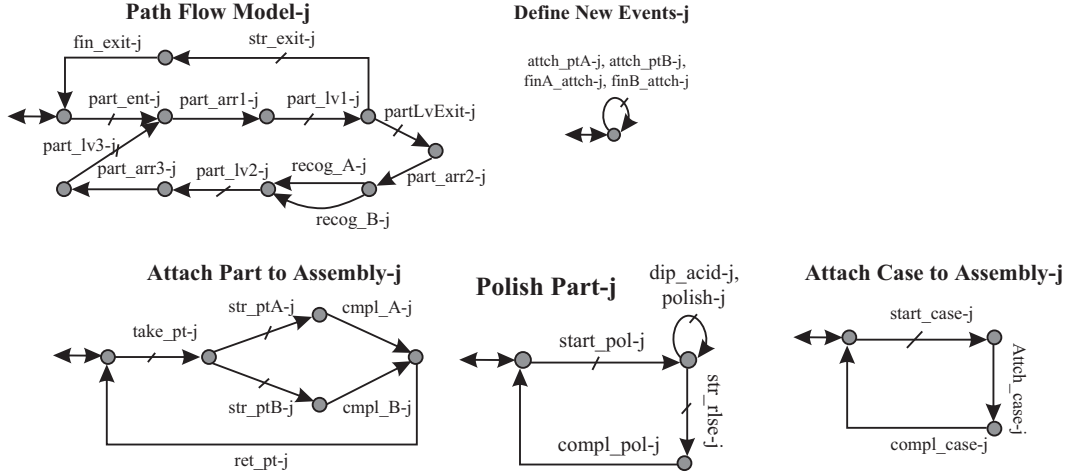 Path Flow Model-j
fin_exit-j
str_exit-j
part_ent-j
part_arr1-j
part_lv1-j
partLvExit-j
part_lv3-j
part_arr3-j
part_lv2-j
recog_A-j
part_arr2-j
recog_B-j
Define New Events-j
attch_ptA-j, attch_ptB-j,
finA_attch-j, finB_attch-j
Attach Part to Assembly-j
str_ptA-j
cmpl_A-j
take_pt-j
str_ptB-j
cmpl_B-j
ret_pt-j
Polish Part-j
dip_acid-j,
polish-j
start_pol-j
str_rlse-j
compl_pol-j
Attach Case to Assembly-j
start_case-j
Attch_case-j
compl_case-j